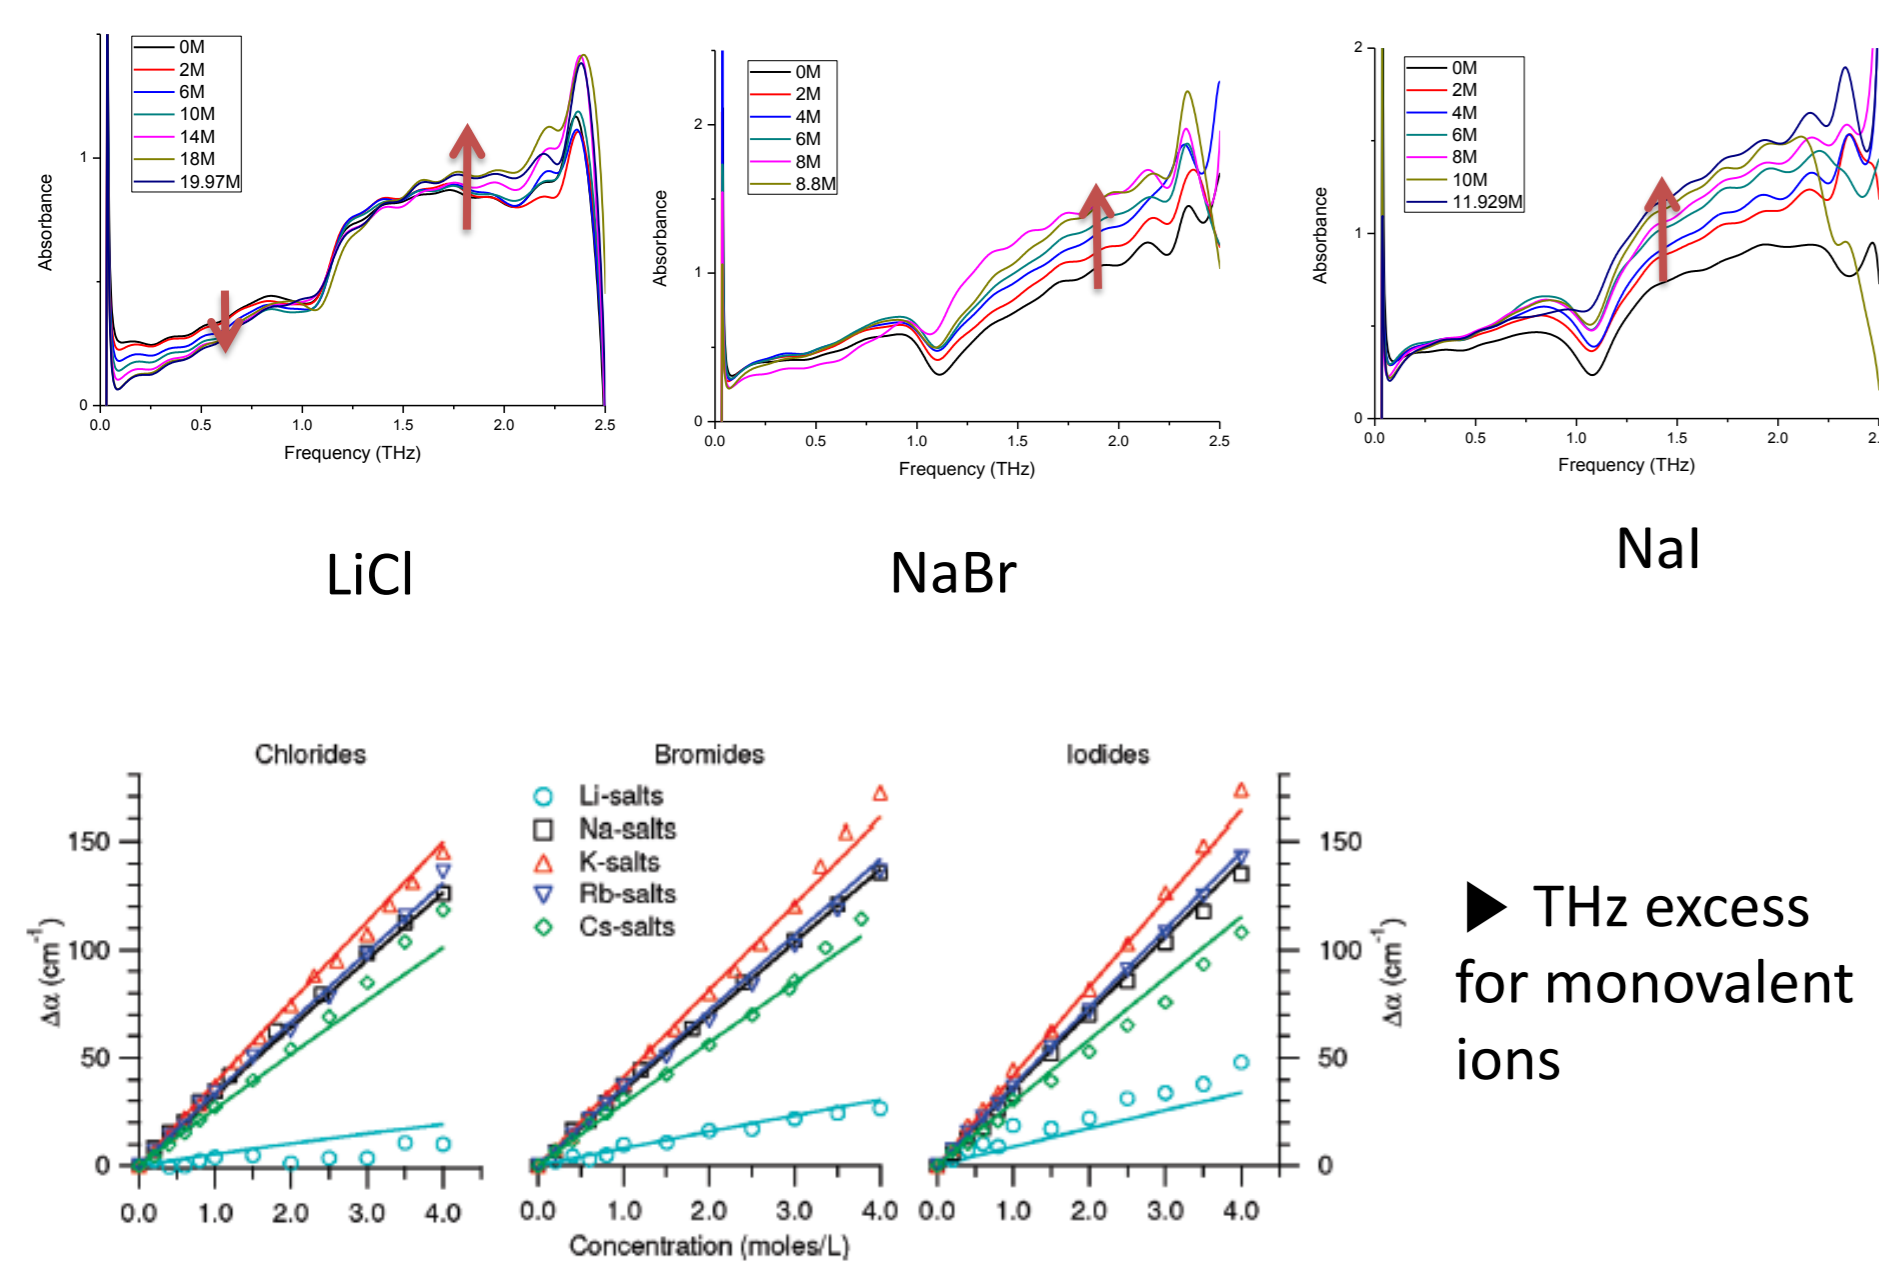 0M
2M
6M
10M
14M
18M
19.97M
1
0
Absorbance
0.0 0.5 1.0 1.5 2.0 2.5
Frequency (THz)
LiCl
0M
2M
4M
6M
8M
8.8M
2
1
0
Absorbance
0.0 0.5 1.0 1.5 2.0 2.5
Frequency (THz)
NaBr
0M
2M
4M
6M
8M
10M
11.929M
2
1
0
Absorbance
0.0 0.5 1.0 1.5 2.0 2.
Frequency (THz)
NaI
Chlorides Bromides Iodides
Li-salts
Na-salts
K-salts
Rb-salts
Cs-salts
150
100
50
0
Δα (cm⁻¹)
150
100
50
0
Δα (cm⁻¹)
0.0 1.0 2.0 3.0 4.0 0.0 1.0 2.0 3.0 4.0 0.0 1.0 2.0 3.0 4.0
Concentration (moles/L)
▶ THz excess
for monovalent
ions